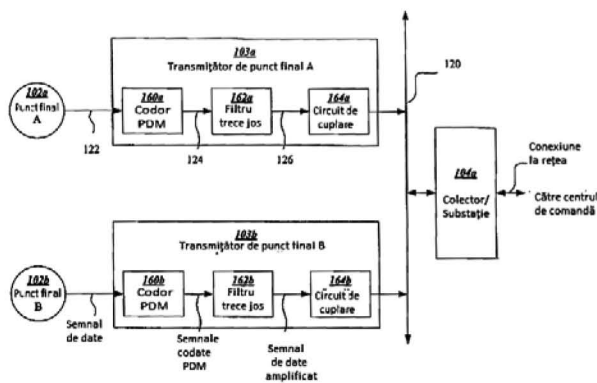 103a
Transmițător de punct final A
102a
Punct final
A
160a
Codor
PDM
162a
Filtru
trece jos
164a
Circuit de
cuplare
120
122
124
126
104a
Colector/
Substație
Conexiune
la rețea
Către centrul
de comandă
103b
Transmițător de punct final B
102b
Punct final
B
160b
Codor
PDM
162b
Filtru
trece jos
164b
Circuit de
cuplare
Semnal
de date
Semnale
codate
PDM
Semnal
de date
amplificat